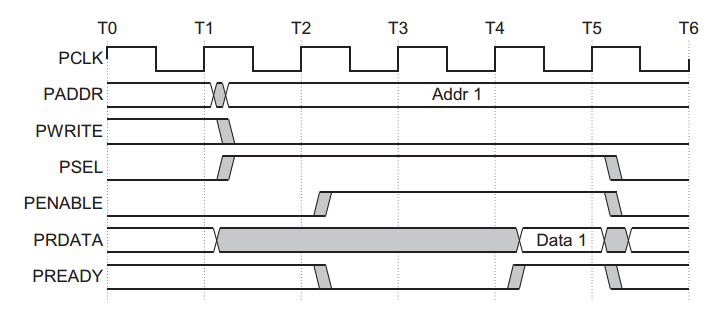 T0 T1 T2 T3 T4 T5 T6
PCLK
PADDR Addr 1
PWRITE
PSEL
PENABLE
PRDATA Data 1
PREADY